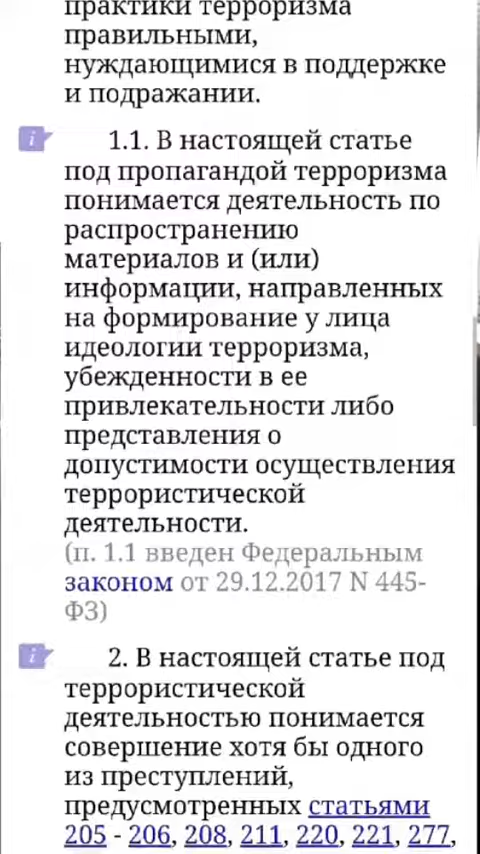 практики терроризма
правильными,
нуждающимися в поддержке
и подражании.
1.1. В настоящей статье
под пропагандой терроризма
понимается деятельность по
распространению
материалов и (или)
информации, направленных
на формирование у лица
идеологии терроризма,
убежденности в ее
привлекательности либо
представления о
допустимости осуществления
террористической
деятельности.
(п. 1.1 введен Федеральным
законом от 29.12.2017 N 445-
ФЗ)
2. В настоящей статье под
террористической
деятельностью понимается
совершение хотя бы одного
из преступлений,
предусмотренных статьями
205 - 206, 208, 211, 220, 221, 277,